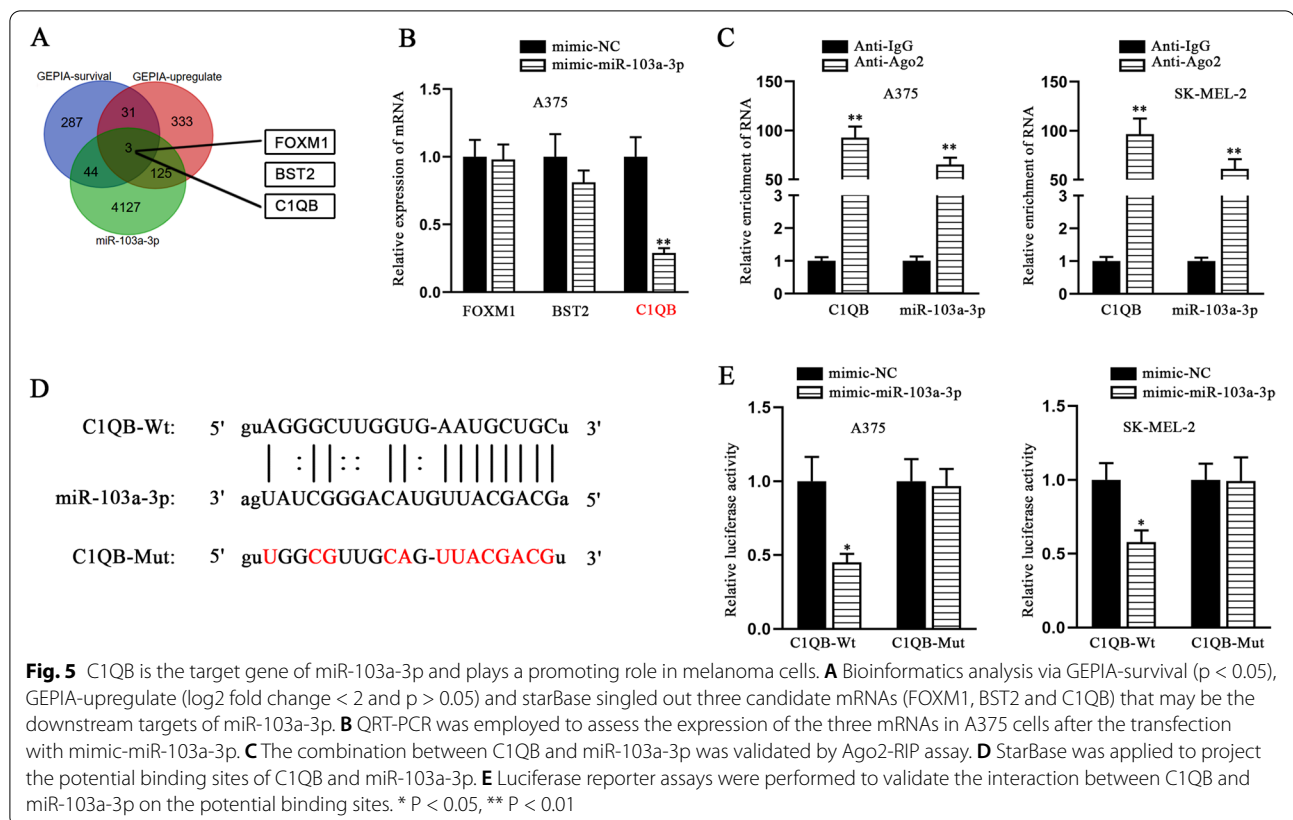 A
GEPIA-survival
GEPIA-upregulate
287
31
333
3
44
125
4127
miR-103a-3p
FOXM1
BST2
C1QB
B
mimic-NC
mimic-miR-103a-3p
A375
Relative expression of mRNA
1.5
1.0
0.5
0.0
**
FOXM1 BST2 C1QB
C
Anti-IgG
Anti-Ago2
A375
Relative enrichment of RNA
150
100
50
3
2
1
0
**
**
C1QB miR-103a-3p
Anti-IgG
Anti-Ago2
SK-MEL-2
Relative enrichment of RNA
150
100
50
3
2
1
0
**
**
C1QB miR-103a-3p
D
C1QB-Wt: 5' guAGGGCUUGGUG-AAUGCUGCu 3'
miR-103a-3p: 3' agUAUCGGGACAUGUUACGACGa 5'
C1QB-Mut: 5' guUGGCGUUGCAG-UUACGACGu 3'
E
mimic-NC
mimic-miR-103a-3p
A375
Relative luciferase activity
1.5
1.0
0.5
0.0
*
C1QB-Wt C1QB-Mut
mimic-NC
mimic-miR-103a-3p
SK-MEL-2
Relative luciferase activity
1.5
1.0
0.5
0.0
*
C1QB-Wt C1QB-Mut
Fig. 5 C1QB is the target gene of miR-103a-3p and plays a promoting role in melanoma cells. A Bioinformatics analysis via GEPIA-survival (p < 0.05),
GEPIA-upregulate (log2 fold change < 2 and p > 0.05) and starBase singled out three candidate mRNAs (FOXM1, BST2 and C1QB) that may be the
downstream targets of miR-103a-3p. B QRT-PCR was employed to assess the expression of the three mRNAs in A375 cells after the transfection
with mimic-miR-103a-3p. C The combination between C1QB and miR-103a-3p was validated by Ago2-RIP assay. D StarBase was applied to project
the potential binding sites of C1QB and miR-103a-3p. E Luciferase reporter assays were performed to validate the interaction between C1QB and
miR-103a-3p on the potential binding sites. * P < 0.05, ** P < 0.01